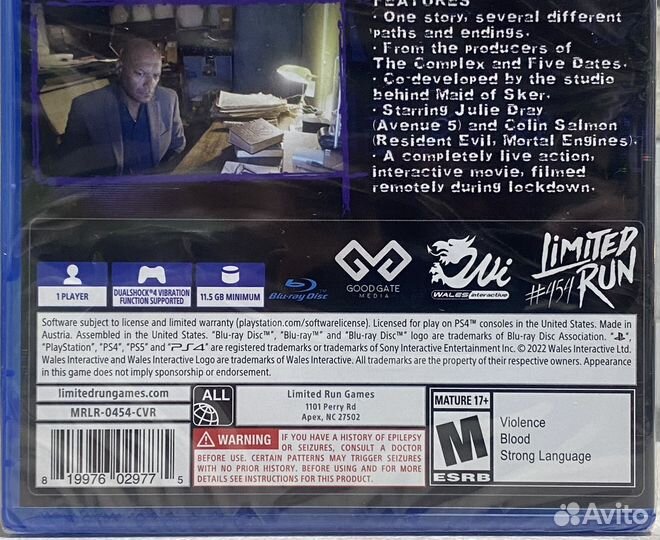 FEATURES
· One story, several different
paths and endings.
· From the producers of
The Complex and Five Dates.
· Co-developed by the studio
behind Maid of Sker.
· Starring Julie Dray
(Avenue 5) and Colin Salmon
(Resident Evil, Mortal Engines).
· A completely live action,
interactive movie, filmed
remotely during lockdown.
1 PLAYER
DUALSHOCK®4 VIBRATION
FUNCTION SUPPORTED
11.5 GB MINIMUM
Blu-ray Disc™
GOOD GATE
MEDIA
Wi
WALES interactive
LIMITED
RUN
#454
Software subject to license and limited warranty (playstation.com/softwarelicense). Licensed for play on PS4™ consoles in the United States. Made in
Austria. Assembled in the United States. "Blu-ray Disc™", "Blu-ray™" and "Blu-ray Disc™" logo are trademarks of Blu-ray Disc Association. "PS",
"PlayStation", "PS4", "PS5" and "PS4" are registered trademarks or trademarks of Sony Interactive Entertainment Inc. © 2022 Wales Interactive Ltd.
Wales Interactive and Wales Interactive Logo are trademarks of Wales Interactive. All trademarks are the property of their respective owners. Appearance
in this game does not imply sponsorship or endorsement.
limitedrungames.com
MRLR-0454-CVR
8 19976 02977 5
ALL
Limited Run Games
1101 Perry Rd
Apex, NC 27502
WARNING IF YOU HAVE A HISTORY OF EPILEPSY
OR SEIZURES, CONSULT A DOCTOR
BEFORE USE. CERTAIN PATTERNS MAY TRIGGER SEIZURES
WITH NO PRIOR HISTORY. BEFORE USING AND FOR MORE
DETAILS SEE INSTRUCTIONS FOR THIS PRODUCT.
MATURE 17+
M
ESRB
Violence
Blood
Strong Language
Avito